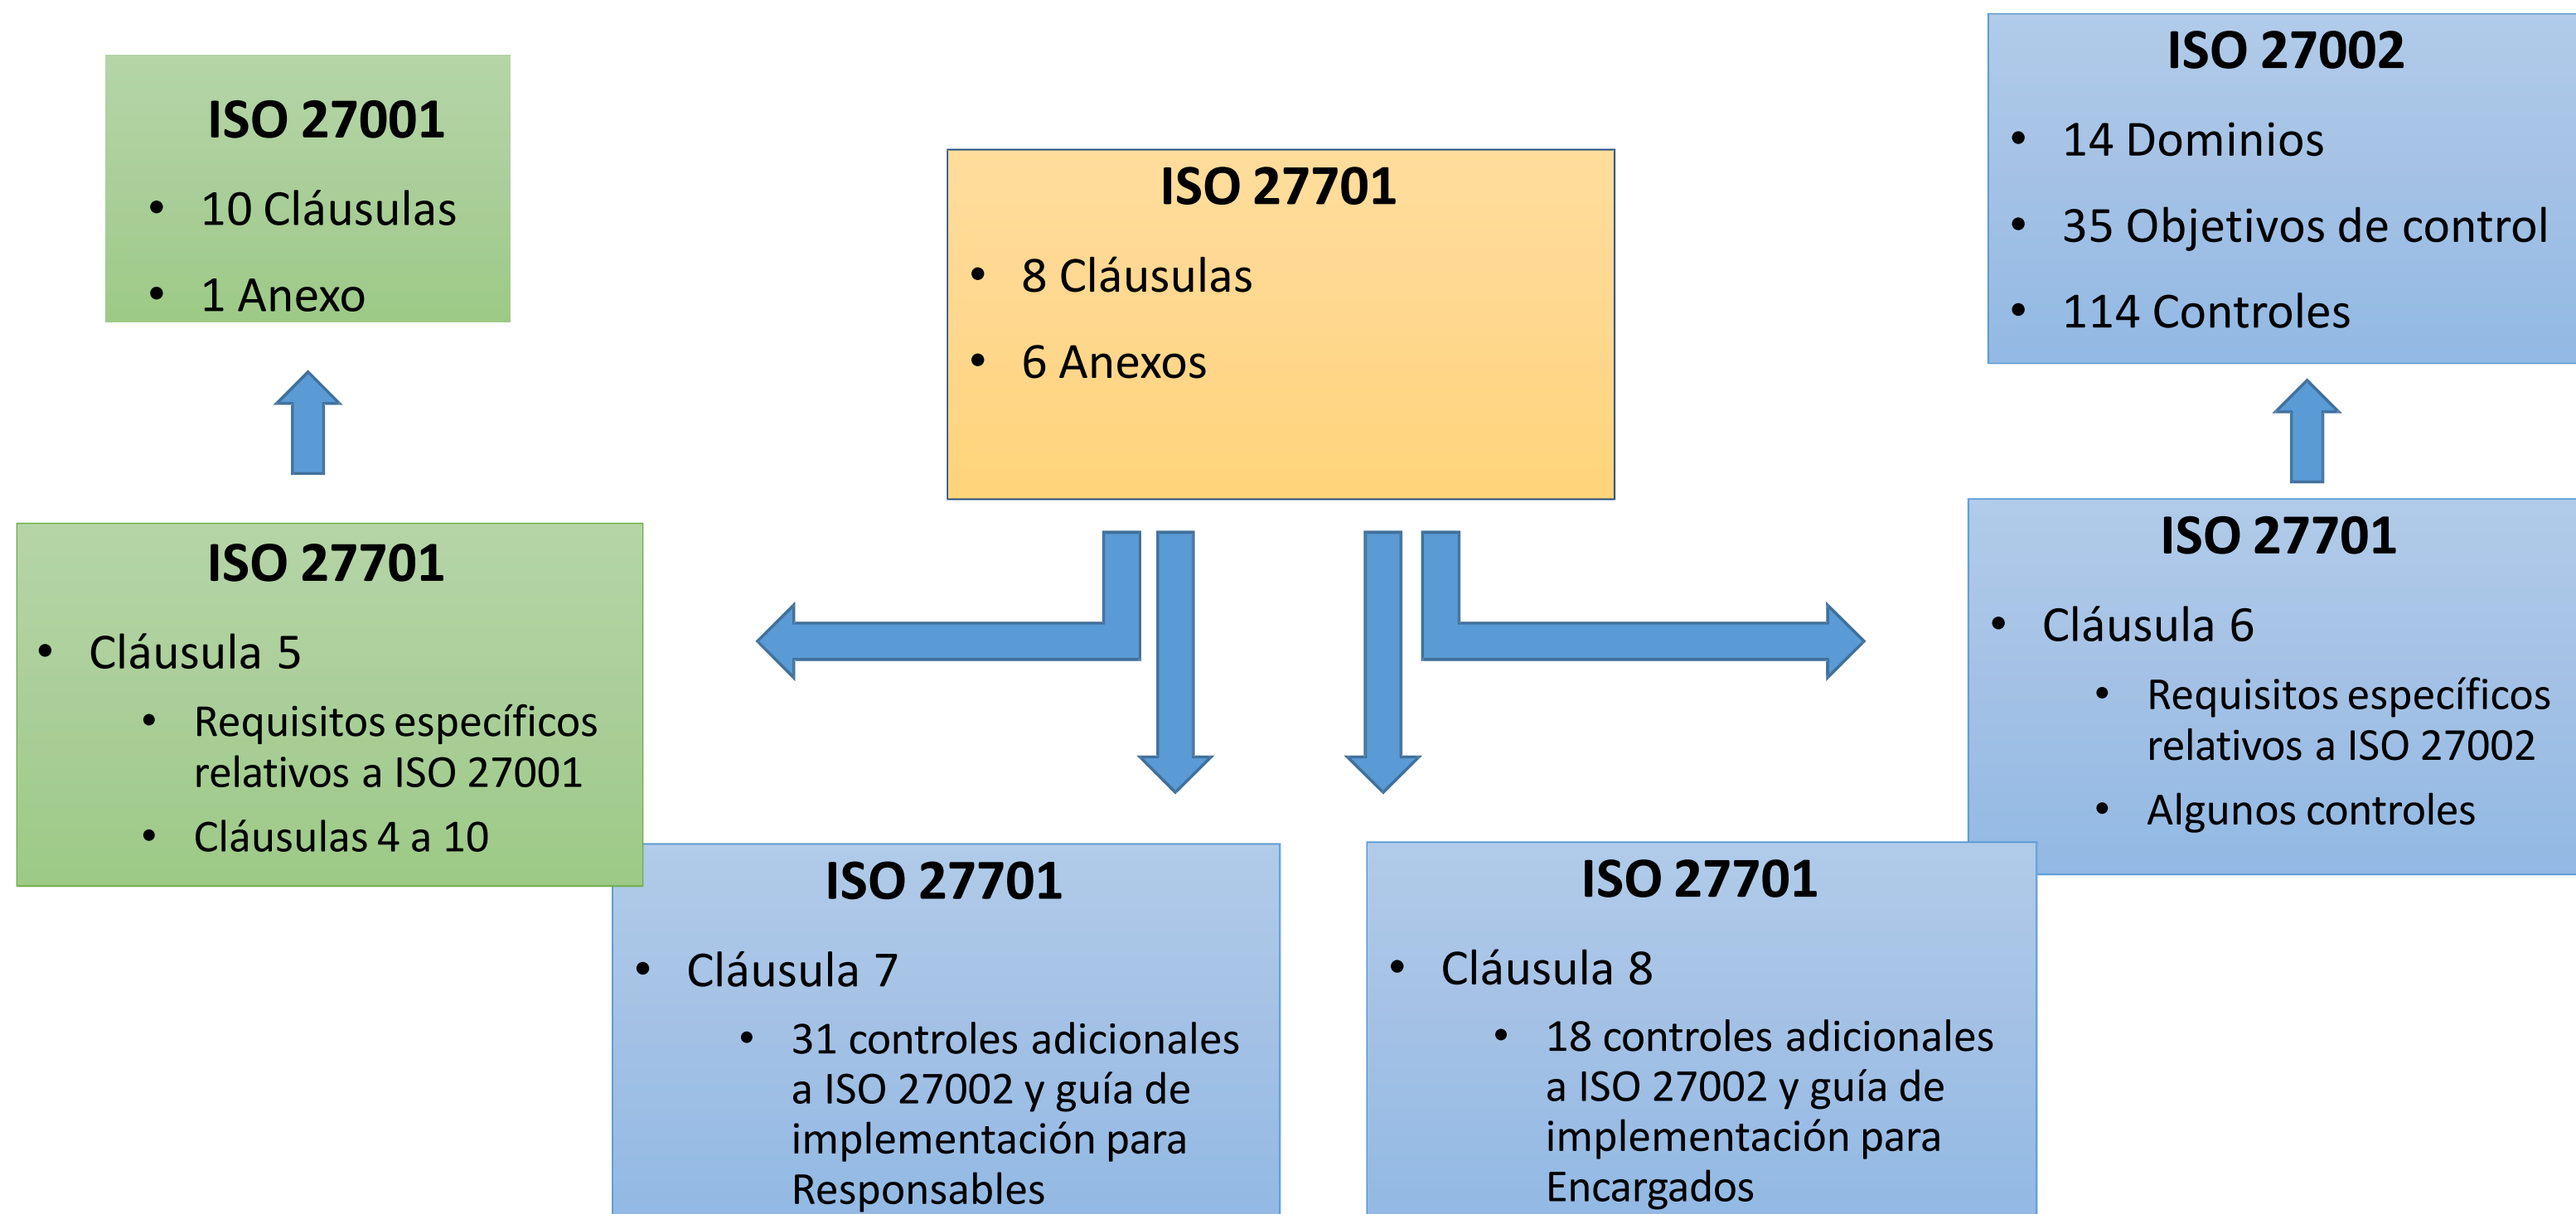 ISO 27001
• 10 Cláusulas
• 1 Anexo
ISO 27701
• 8 Cláusulas
• 6 Anexos
ISO 27002
• 14 Dominios
• 35 Objetivos de control
• 114 Controles
ISO 27701
• Cláusula 5
• Requisitos específicos
relativos a ISO 27001
• Cláusulas 4 a 10
ISO 27701
• Cláusula 6
• Requisitos específicos
relativos a ISO 27002
• Algunos controles
ISO 27701
• Cláusula 7
• 31 controles adicionales
a ISO 27002 y guía de
implementación para
Responsables
ISO 27701
• Cláusula 8
• 18 controles adicionales
a ISO 27002 y guía de
implementación para
Encargados